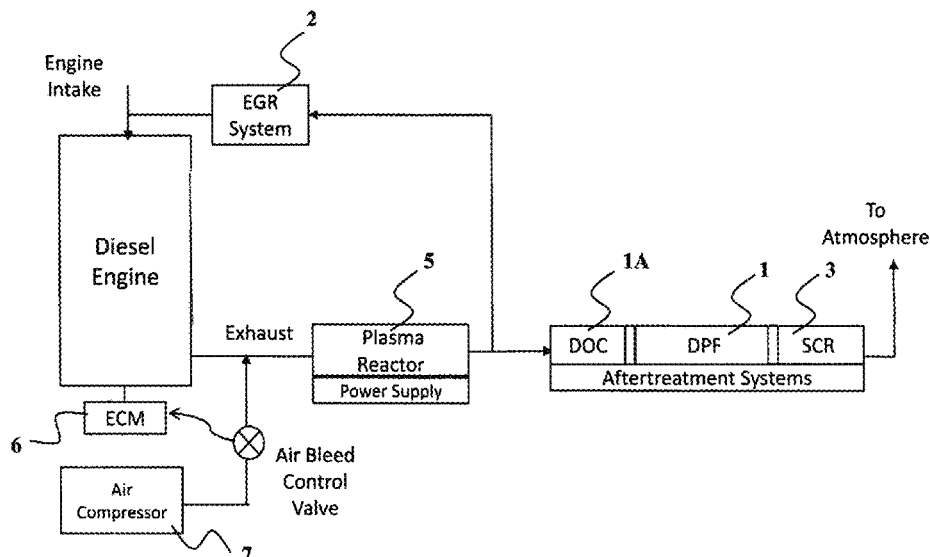 2
Engine
Intake
EGR
System
To
Atmosphere
Diesel
Engine
5
1A
1
3
Exhaust
Plasma
Reactor
Power Supply
DOC
DPF
SCR
Aftertreatment Systems
ECM
6
Air Bleed
Control
Valve
Air
Compressor
7